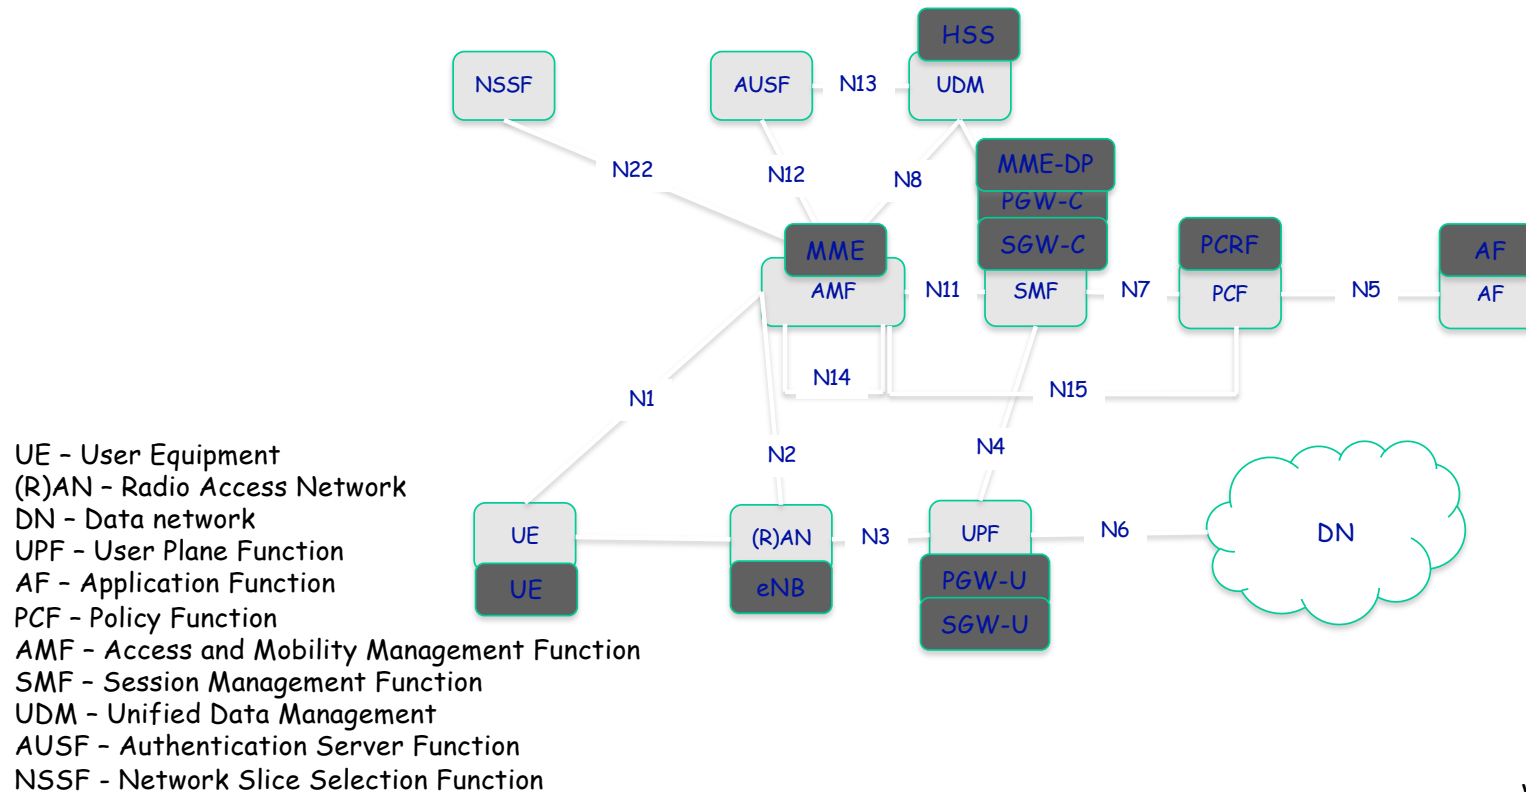 HSS
NSSF
AUSF
N13
UDM
N22
N12
N8
MME-DP
PGW-C
MME
SGW-C
PCRF
AF
AMF
N11
SMF
N7
PCF
N5
AF
N14
N15
N1
N2
N4
UE
(R)AN
N3
UPF
N6
DN
UE
eNB
PGW-U
SGW-U
UE – User Equipment
(R)AN – Radio Access Network
DN – Data network
UPF – User Plane Function
AF – Application Function
PCF – Policy Function
AMF – Access and Mobility Management Function
SMF – Session Management Function
UDM – Unified Data Management
AUSF – Authentication Server Function
NSSF - Network Slice Selection Function